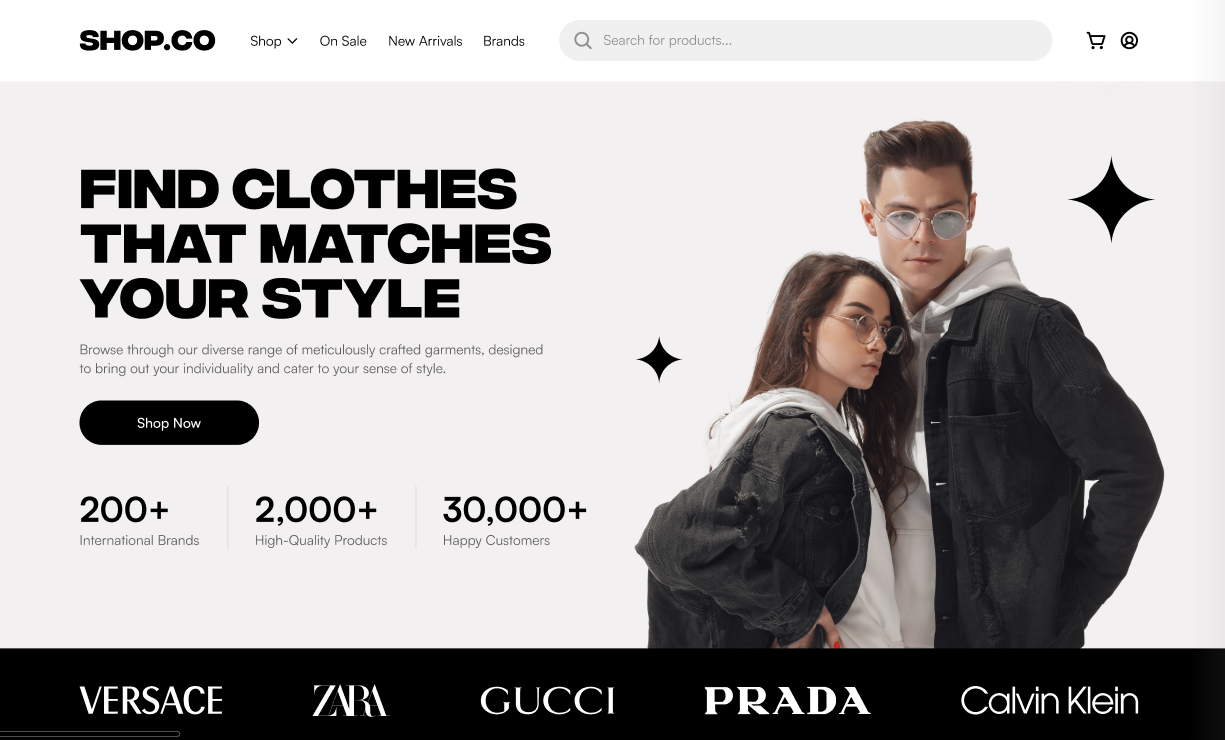 SHOP.CO
Shop
On Sale
New Arrivals
Brands
Search for products...
FIND CLOTHES
THAT MATCHES
YOUR STYLE
Browse through our diverse range of meticulously crafted garments, designed
to bring out your individuality and cater to your sense of style.
Shop Now
200+
International Brands
2,000+
High-Quality Products
30,000+
Happy Customers
VERSACE
ZARA
GUCCI
PRADA
Calvin Klein